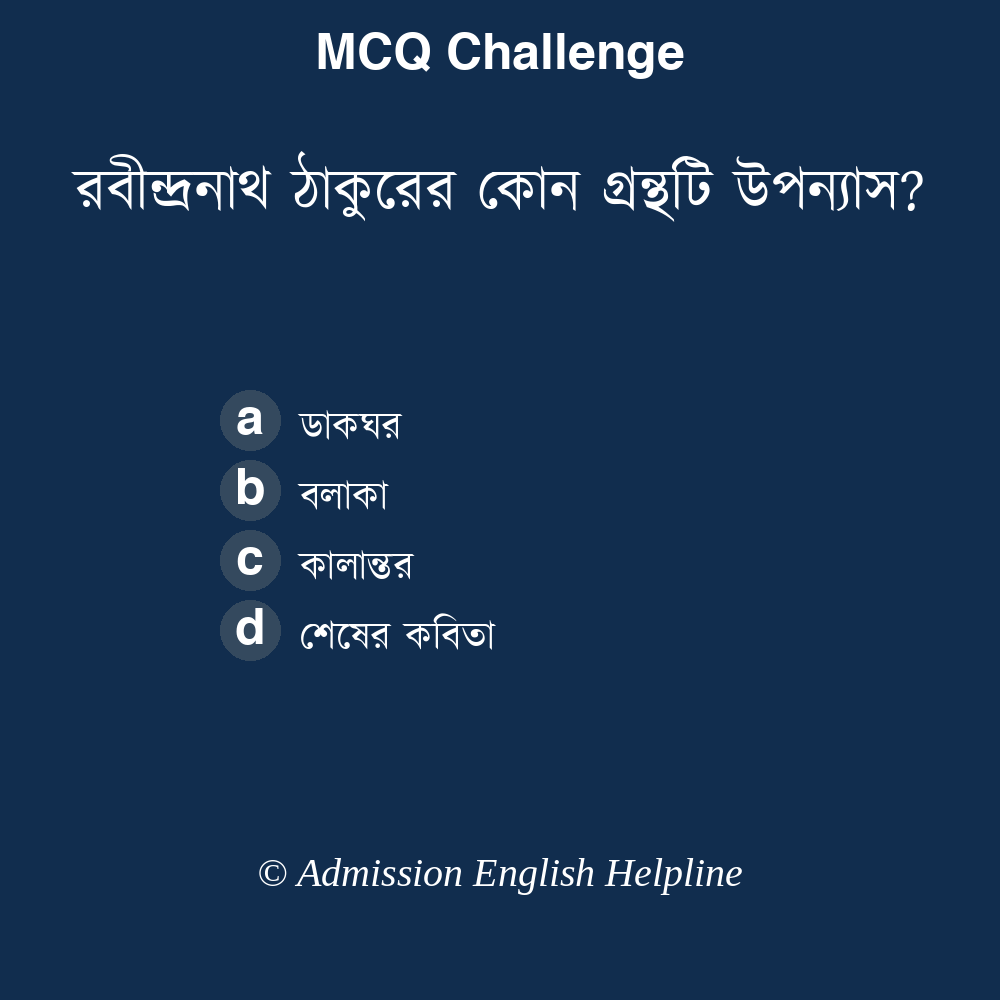 MCQ Challenge
রবীন্দ্রনাথ ঠাকুরের কোন গ্রন্থটি উপন্যাস?
a ডাকঘর
b বলাকা
c কালান্তর
d শেষের কবিতা
© Admission English Helpline